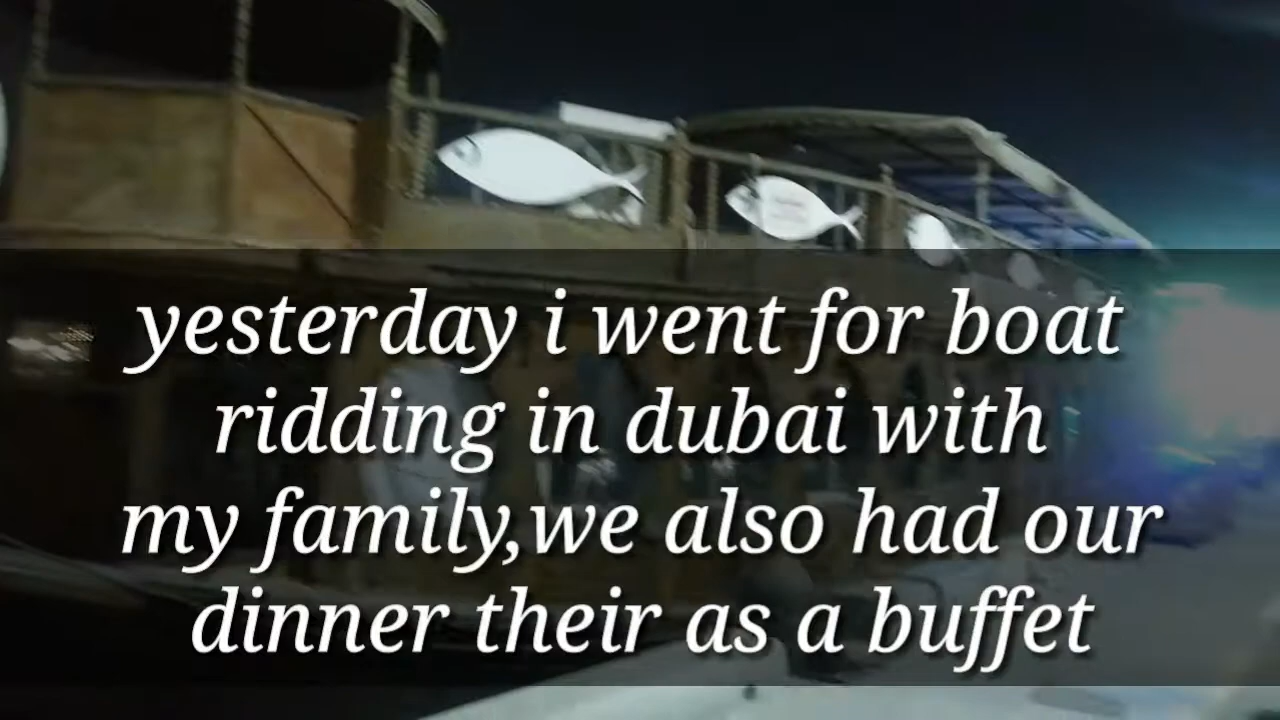 yesterday i went for boat
ridding in dubai with
my family,we also had our
dinner their as a buffet